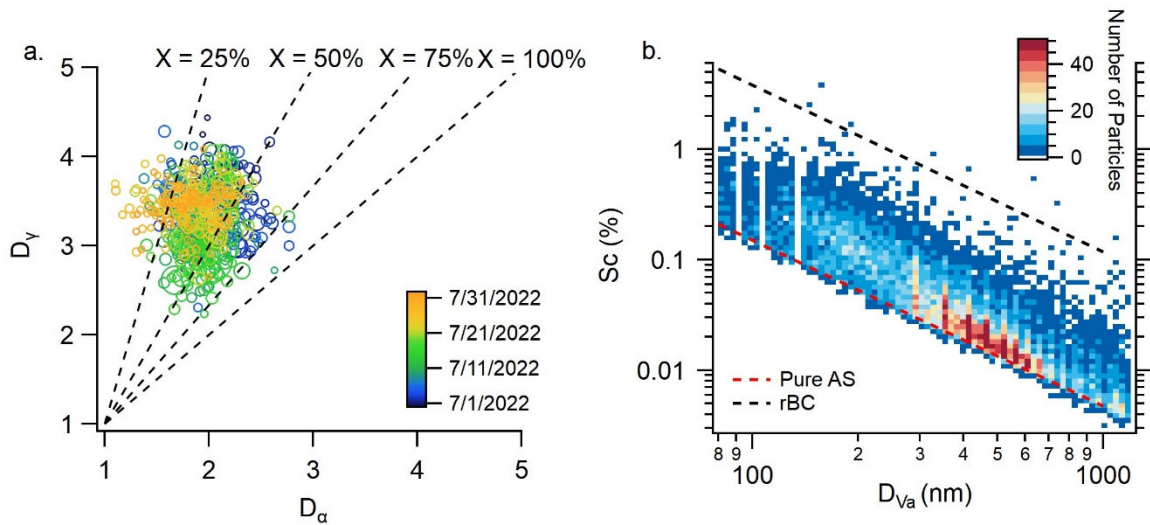 a.
X = 25%
X = 50%
X = 75%
X = 100%
5
4
3
2
1
Dγ
7/31/2022
7/21/2022
7/11/2022
7/1/2022
1
2
3
4
5
Dα
b.
Number of Particles
40
20
0
Sc (%)
1
0.1
0.01
Pure AS
rBC
8
9
100
2
3
4
5
6
7
8
9
1000
DVa (nm)